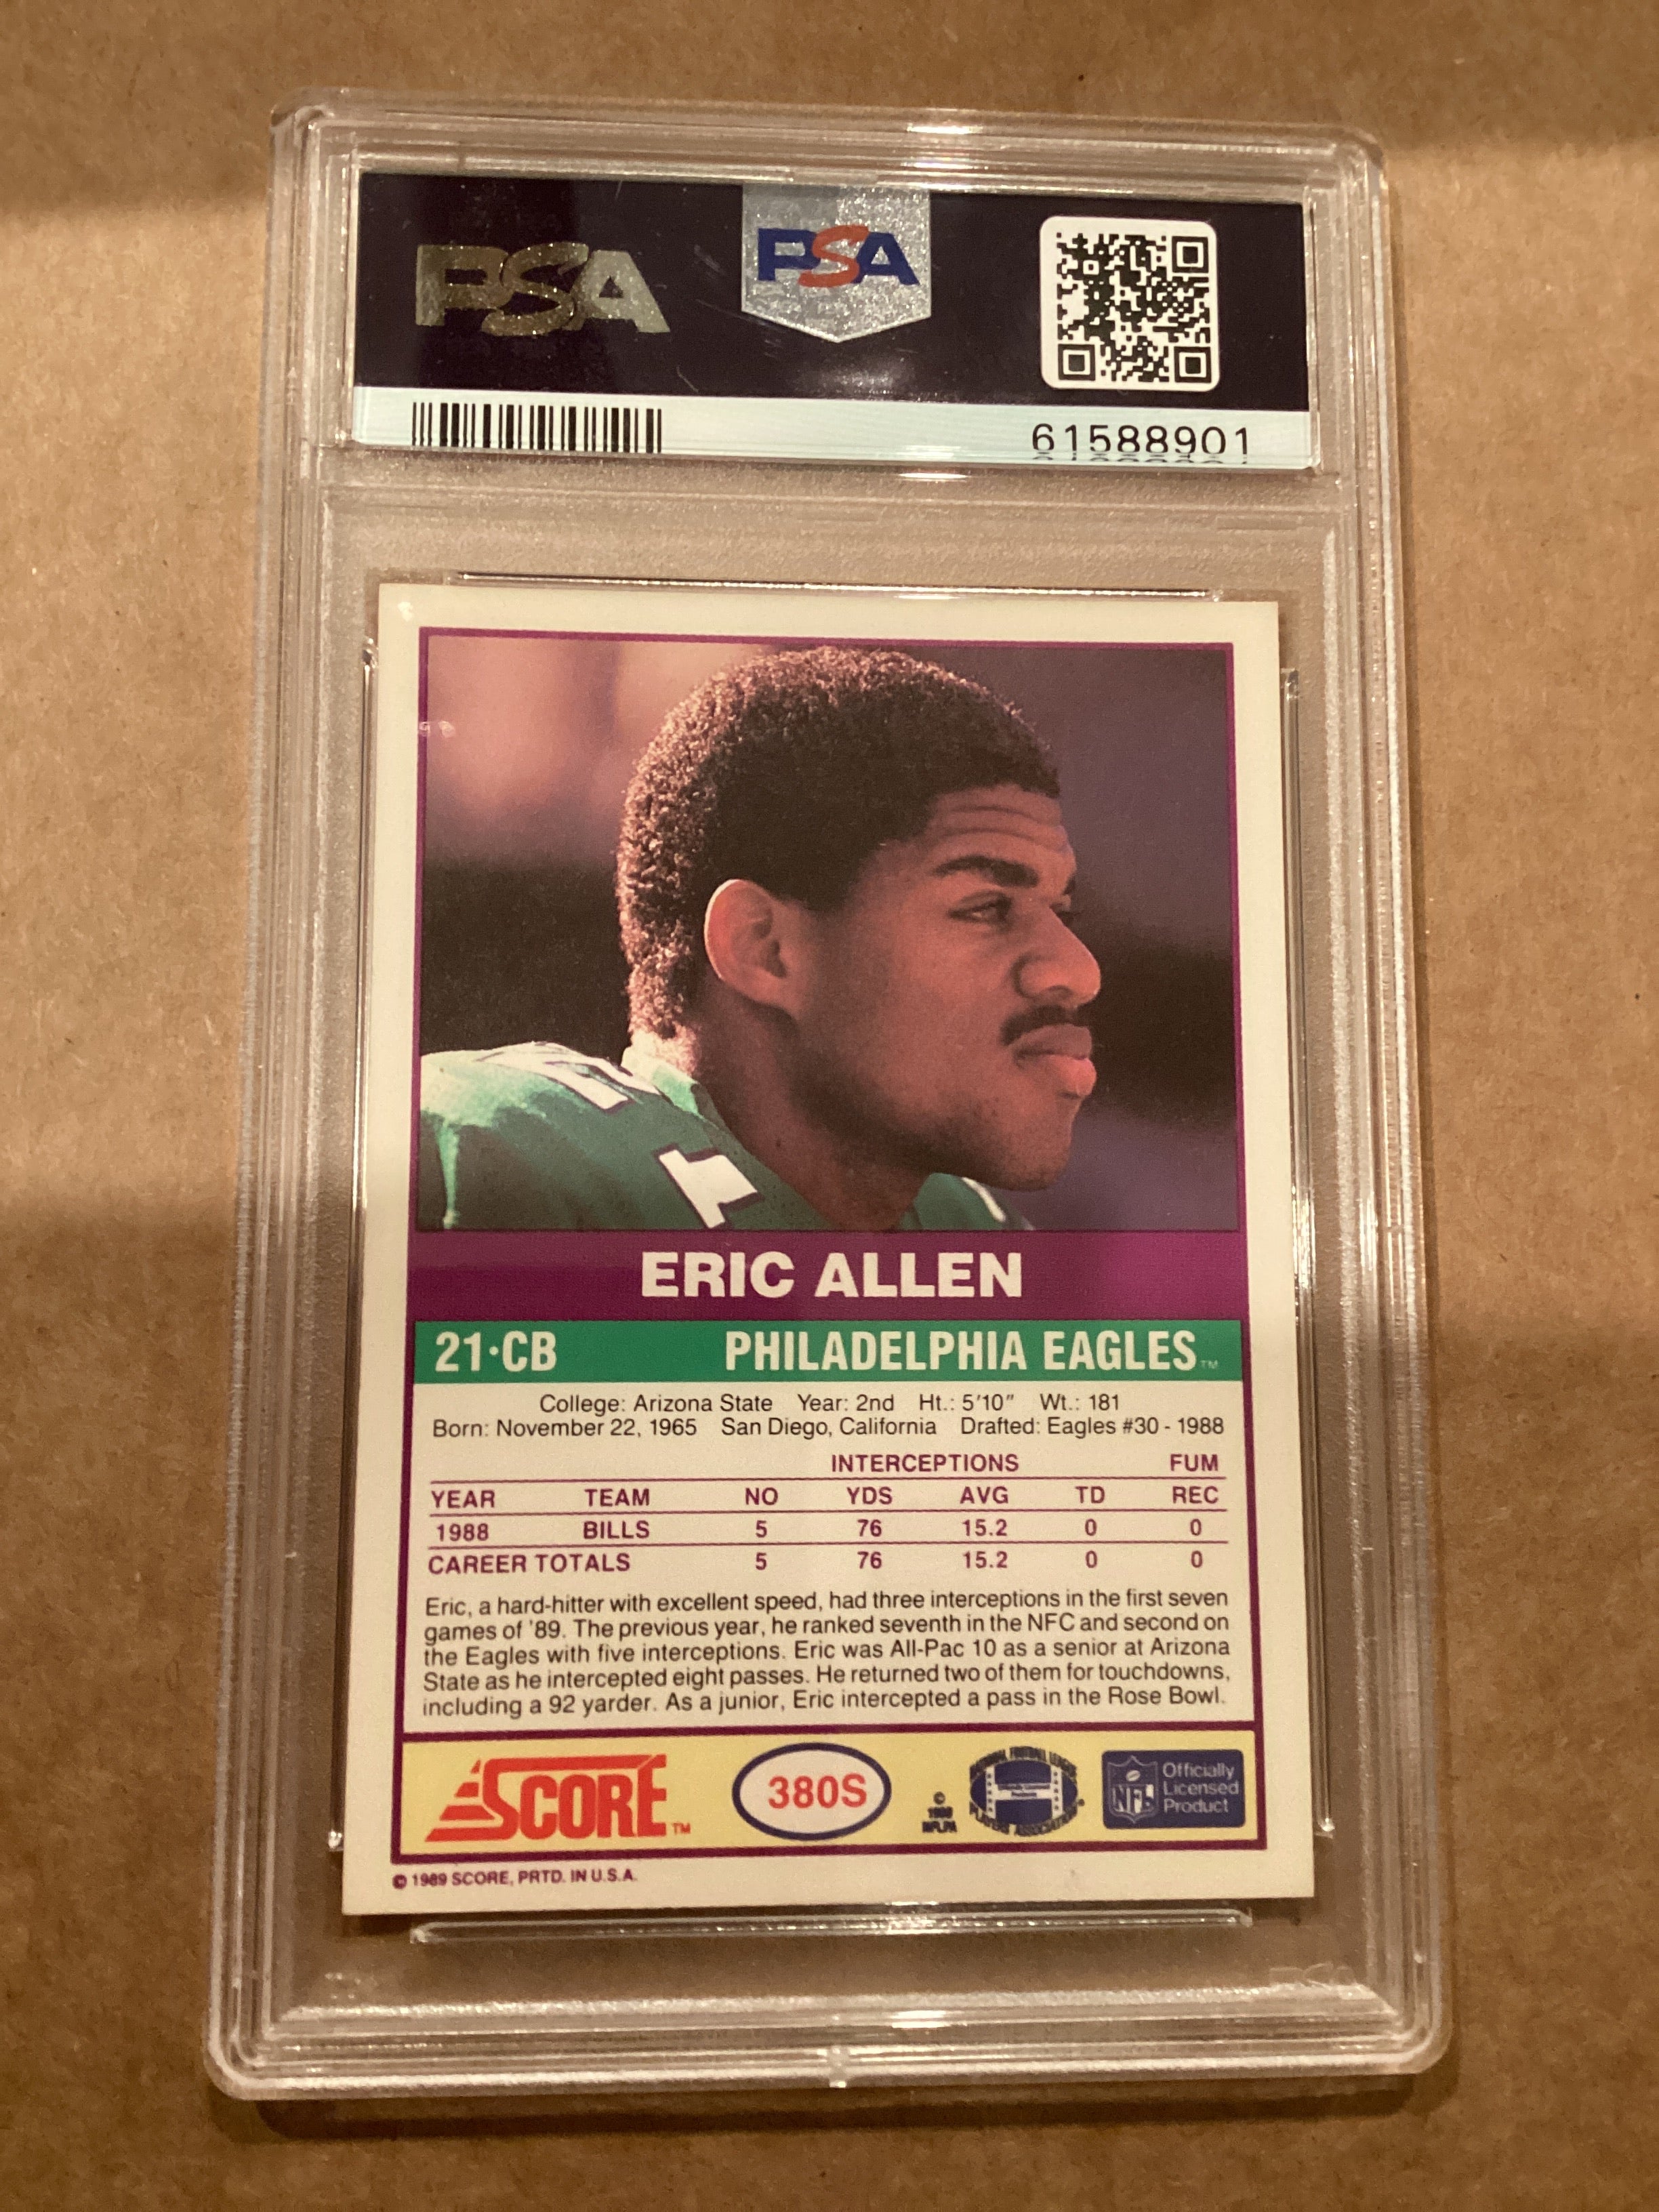 PSA
PSA
61588901
ERIC ALLEN
21·CB PHILADELPHIA EAGLES™
College: Arizona State Year: 2nd Ht.: 5'10" Wt.: 181
Born: November 22, 1965 San Diego, California Drafted: Eagles #30 - 1988
INTERCEPTIONS FUM
YEAR TEAM NO YDS AVG TD REC
1988 BILLS 5 76 15.2 0 0
CAREER TOTALS 5 76 15.2 0 0
Eric, a hard-hitter with excellent speed, had three interceptions in the first seven
games of '89. The previous year, he ranked seventh in the NFC and second on
the Eagles with five interceptions. Eric was All-Pac 10 as a senior at Arizona
State as he intercepted eight passes. He returned two of them for touchdowns,
including a 92 yarder. As a junior, Eric intercepted a pass in the Rose Bowl.
SCORE™
380S
©
NFLPA
NFL
Officially
Licensed
Product
© 1989 SCORE, PRTD. IN U.S.A.